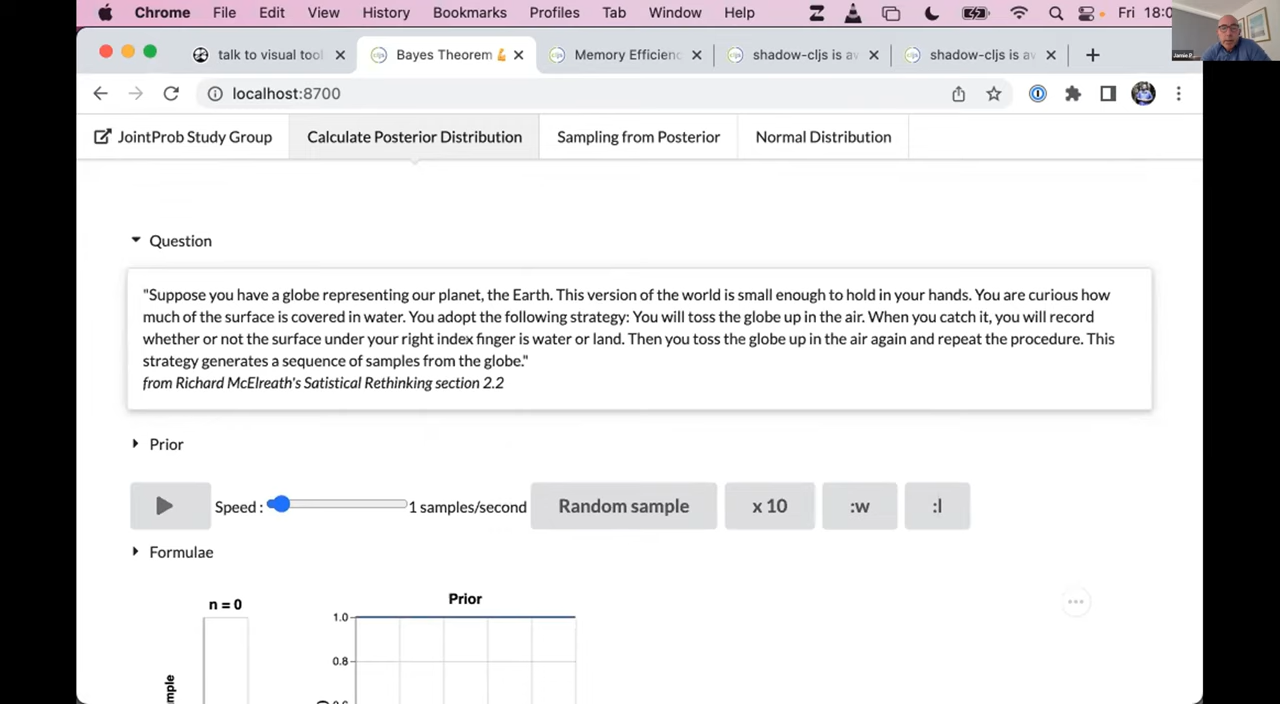 Chrome File Edit View History Bookmarks Profiles Tab Window Help Fri 18:0
Jamie P
talk to visual tool Bayes Theorem 💪 Memory Efficienc shadow-cljs is av shadow-cljs is av
localhost:8700
JointProb Study Group Calculate Posterior Distribution Sampling from Posterior Normal Distribution
Question
"Suppose you have a globe representing our planet, the Earth. This version of the world is small enough to hold in your hands. You are curious how
much of the surface is covered in water. You adopt the following strategy: You will toss the globe up in the air. When you catch it, you will record
whether or not the surface under your right index finger is water or land. Then you toss the globe up in the air again and repeat the procedure. This
strategy generates a sequence of samples from the globe."
from Richard McElreath's Satistical Rethinking section 2.2
Prior
Speed : 1 samples/second Random sample x 10 :w :l
Formulae
n = 0
Prior
1.0
0.8
mple